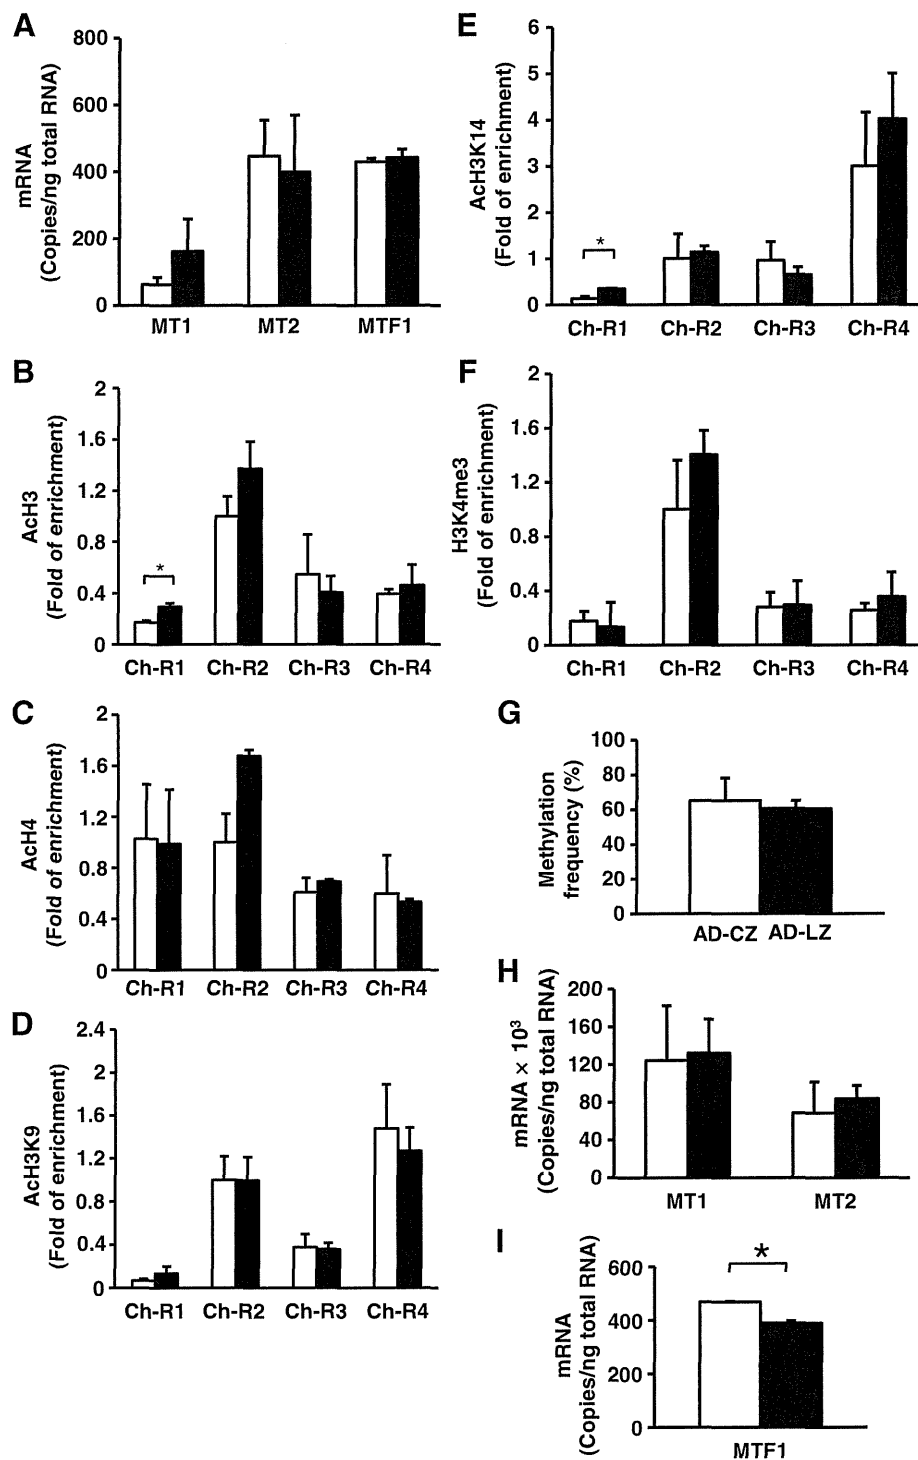 A
mRNA
(Copies/ng total RNA)
800
600
400
200
0
MT1 MT2 MTF1
B
AcH3
(Fold of enrichment)
2
1.6
1.2
0.8
0.4
0
*
Ch-R1 Ch-R2 Ch-R3 Ch-R4
C
AcH4
(Fold of enrichment)
2
1.6
1.2
0.8
0.4
0
Ch-R1 Ch-R2 Ch-R3 Ch-R4
D
AcH3K9
(Fold of enrichment)
2.4
2
1.6
1.2
0.8
0.4
0
Ch-R1 Ch-R2 Ch-R3 Ch-R4
E
AcH3K14
(Fold of enrichment)
6
5
4
3
2
1
0
*
Ch-R1 Ch-R2 Ch-R3 Ch-R4
F
H3K4me3
(Fold of enrichment)
2
1.6
1.2
0.8
0.4
0
Ch-R1 Ch-R2 Ch-R3 Ch-R4
G
Methylation
frequency (%)
100
80
60
40
20
0
AD-CZ AD-LZ
H
mRNA × 10³
(Copies/ng total RNA)
200
160
120
80
40
0
MT1 MT2
I
mRNA
(Copies/ng total RNA)
600
400
200
0
*
MTF1